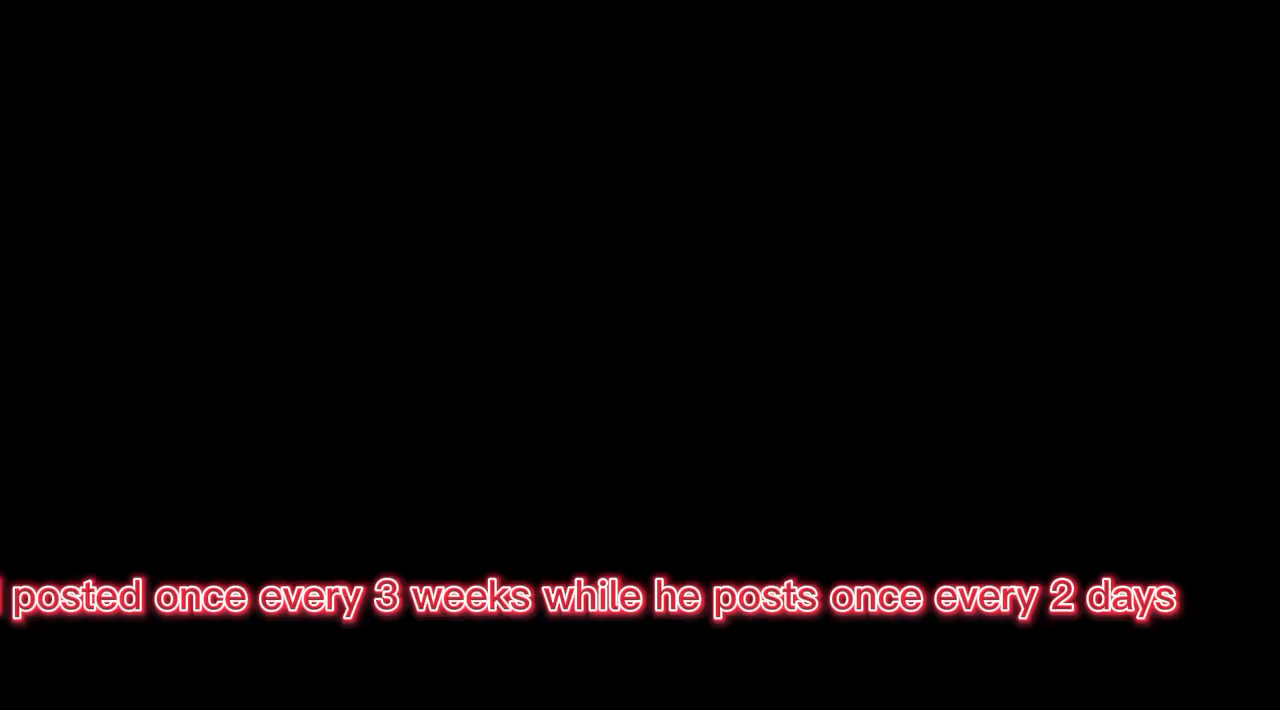 posted once every 3 weeks while he posts once every 2 days